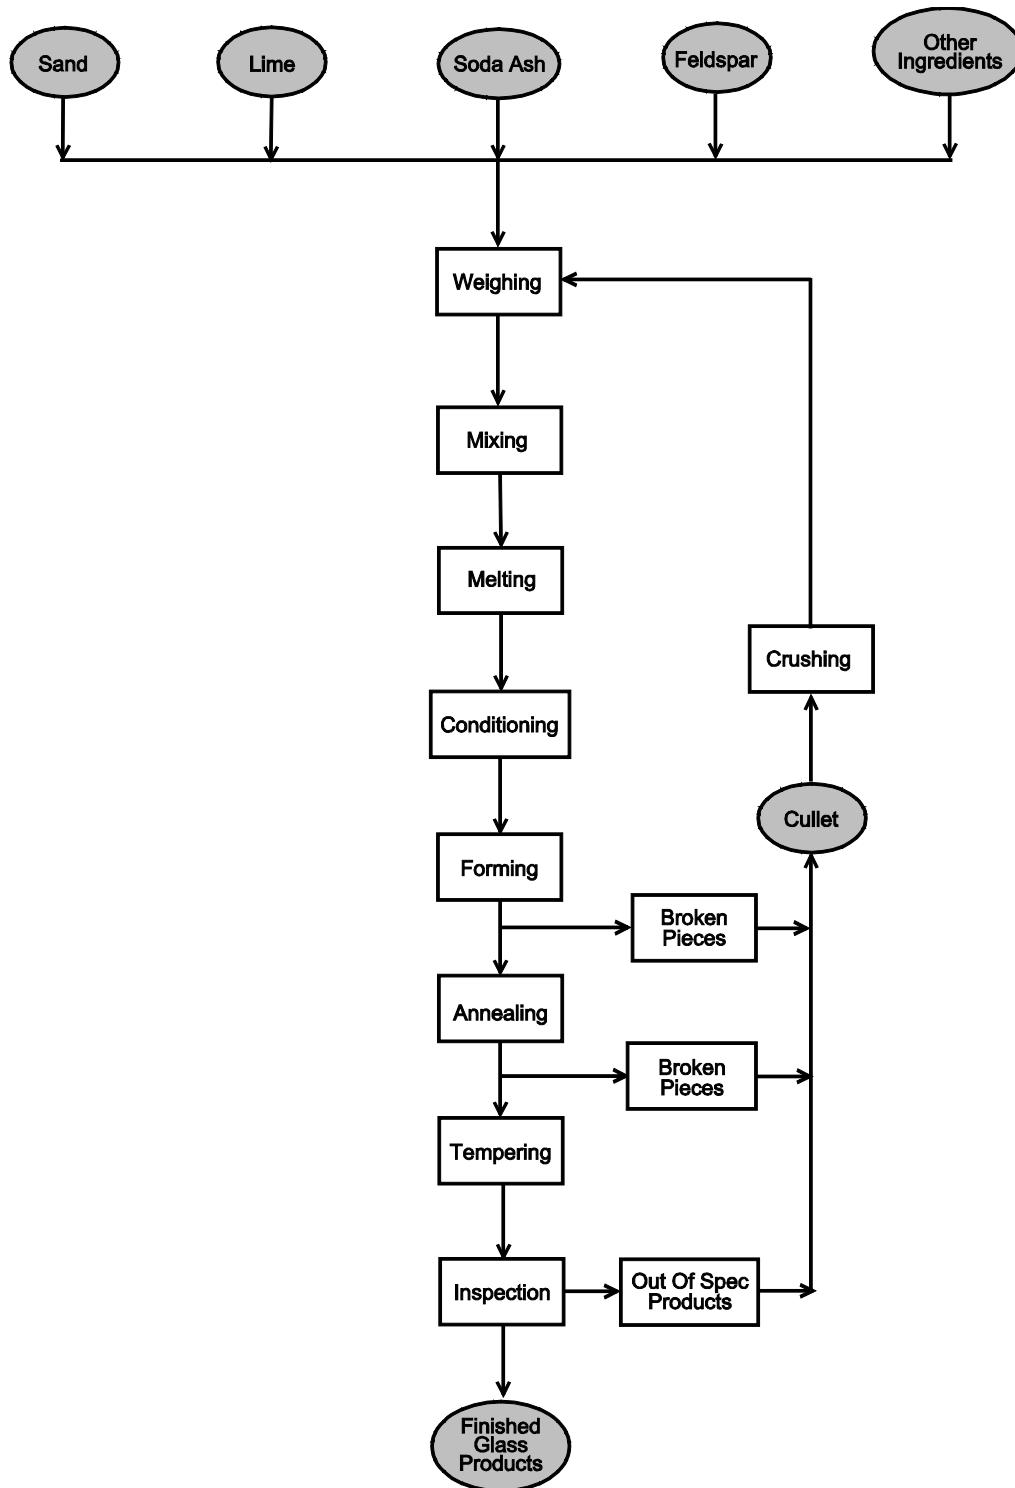 Sand
Lime
Soda Ash
Feldspar
Other
Ingredients
Weighing
Mixing
Melting
Crushing
Conditioning
Cullet
Forming
Broken
Pieces
Annealing
Broken
Pieces
Tempering
Inspection
Out Of Spec
Products
Finished
Glass
Products